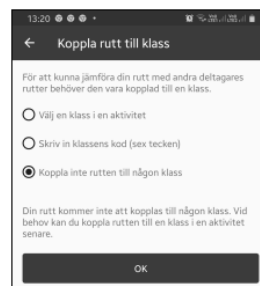 13:20
Koppla rutt till klass
För att kunna jämföra din rutt med andra deltagares
rutter behöver den vara kopplad till en klass.
Välj en klass i en aktivitet
Skriv in klassens kod (sex tecken)
Koppla inte rutten till någon klass
Din rutt kommer inte att kopplas till någon klass. Vid
behov kan du koppla rutten till en klass i en aktivitet
senare.
OK